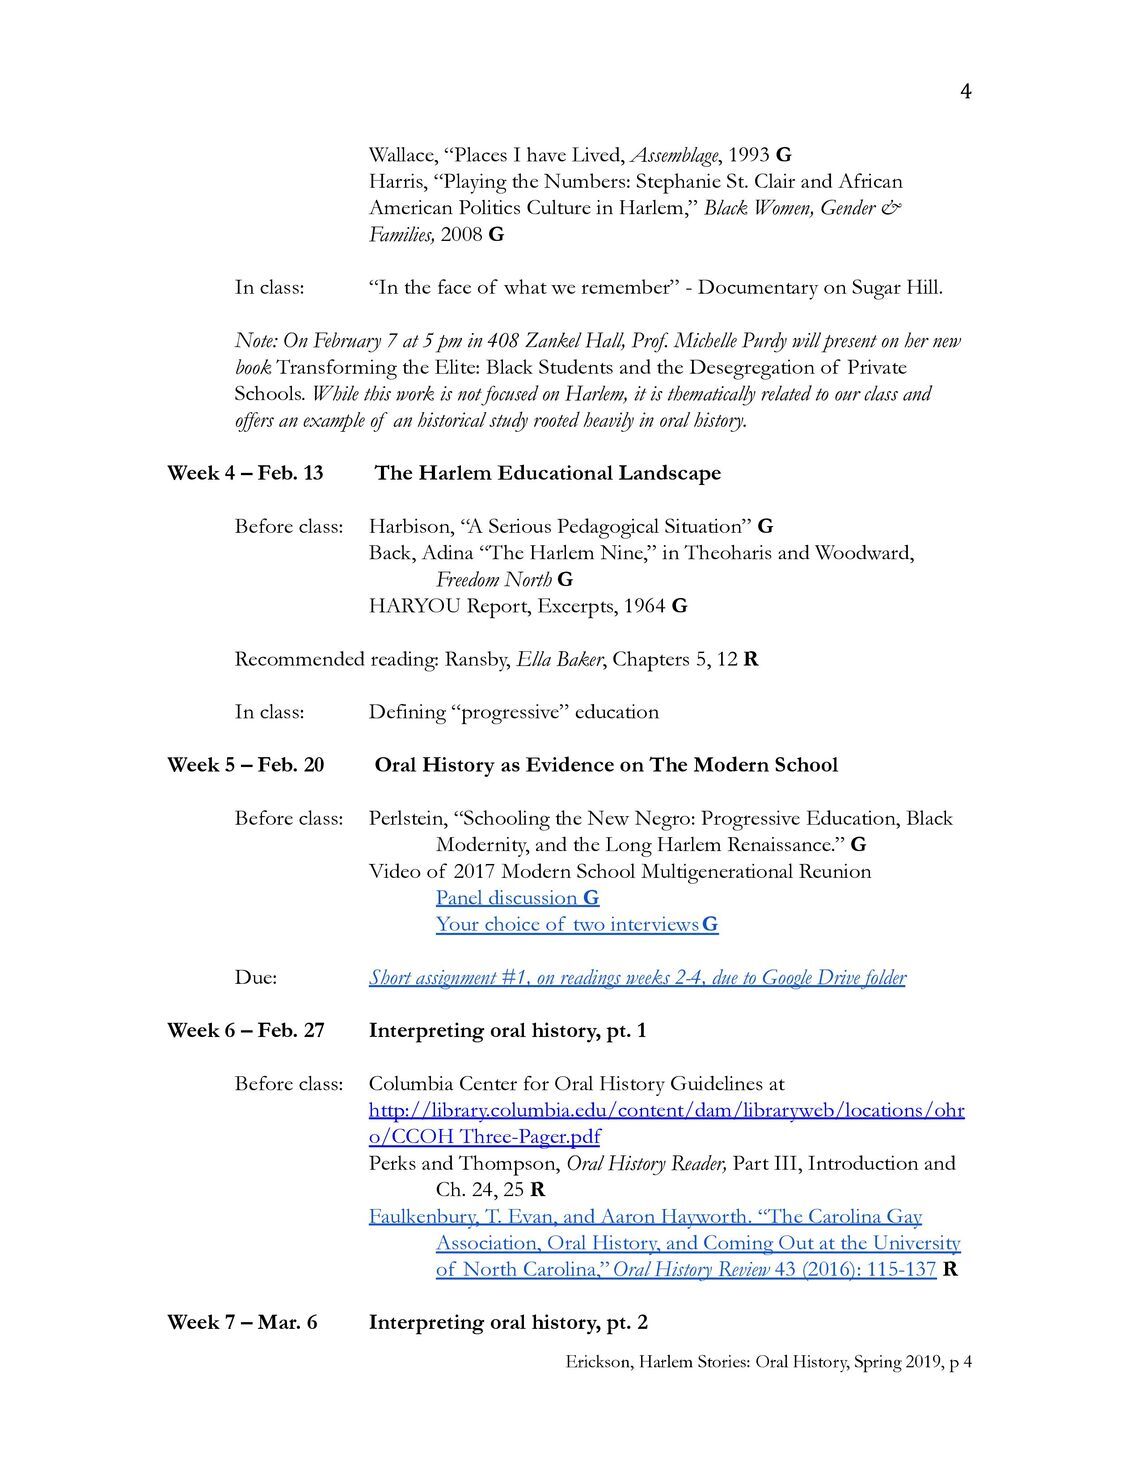 4
Wallace, “Places I have Lived, Assemblage, 1993 G
Harris, “Playing the Numbers: Stephanie St. Clair and African
American Politics Culture in Harlem,” Black Women, Gender &
Families, 2008 G
In class: “In the face of what we remember” - Documentary on Sugar Hill.
Note: On February 7 at 5 pm in 408 Zankel Hall, Prof. Michelle Purdy will present on her new
book Transforming the Elite: Black Students and the Desegregation of Private
Schools. While this work is not focused on Harlem, it is thematically related to our class and
offers an example of an historical study rooted heavily in oral history.
Week 4 – Feb. 13 The Harlem Educational Landscape
Before class: Harbison, “A Serious Pedagogical Situation” G
Back, Adina “The Harlem Nine,” in Theoharis and Woodward,
Freedom North G
HARYOU Report, Excerpts, 1964 G
Recommended reading: Ransby, Ella Baker, Chapters 5, 12 R
In class: Defining “progressive” education
Week 5 – Feb. 20 Oral History as Evidence on The Modern School
Before class: Perlstein, “Schooling the New Negro: Progressive Education, Black
Modernity, and the Long Harlem Renaissance.” G
Video of 2017 Modern School Multigenerational Reunion
Panel discussion G
Your choice of two interviews G
Due: Short assignment #1, on readings weeks 2-4, due to Google Drive folder
Week 6 – Feb. 27 Interpreting oral history, pt. 1
Before class: Columbia Center for Oral History Guidelines at
http://library.columbia.edu/content/dam/libraryweb/locations/ohr
o/CCOH Three-Pager.pdf
Perks and Thompson, Oral History Reader, Part III, Introduction and
Ch. 24, 25 R
Faulkenbury, T. Evan, and Aaron Hayworth. “The Carolina Gay
Association, Oral History, and Coming Out at the University
of North Carolina,” Oral History Review 43 (2016): 115-137 R
Week 7 – Mar. 6 Interpreting oral history, pt. 2
Erickson, Harlem Stories: Oral History, Spring 2019, p 4